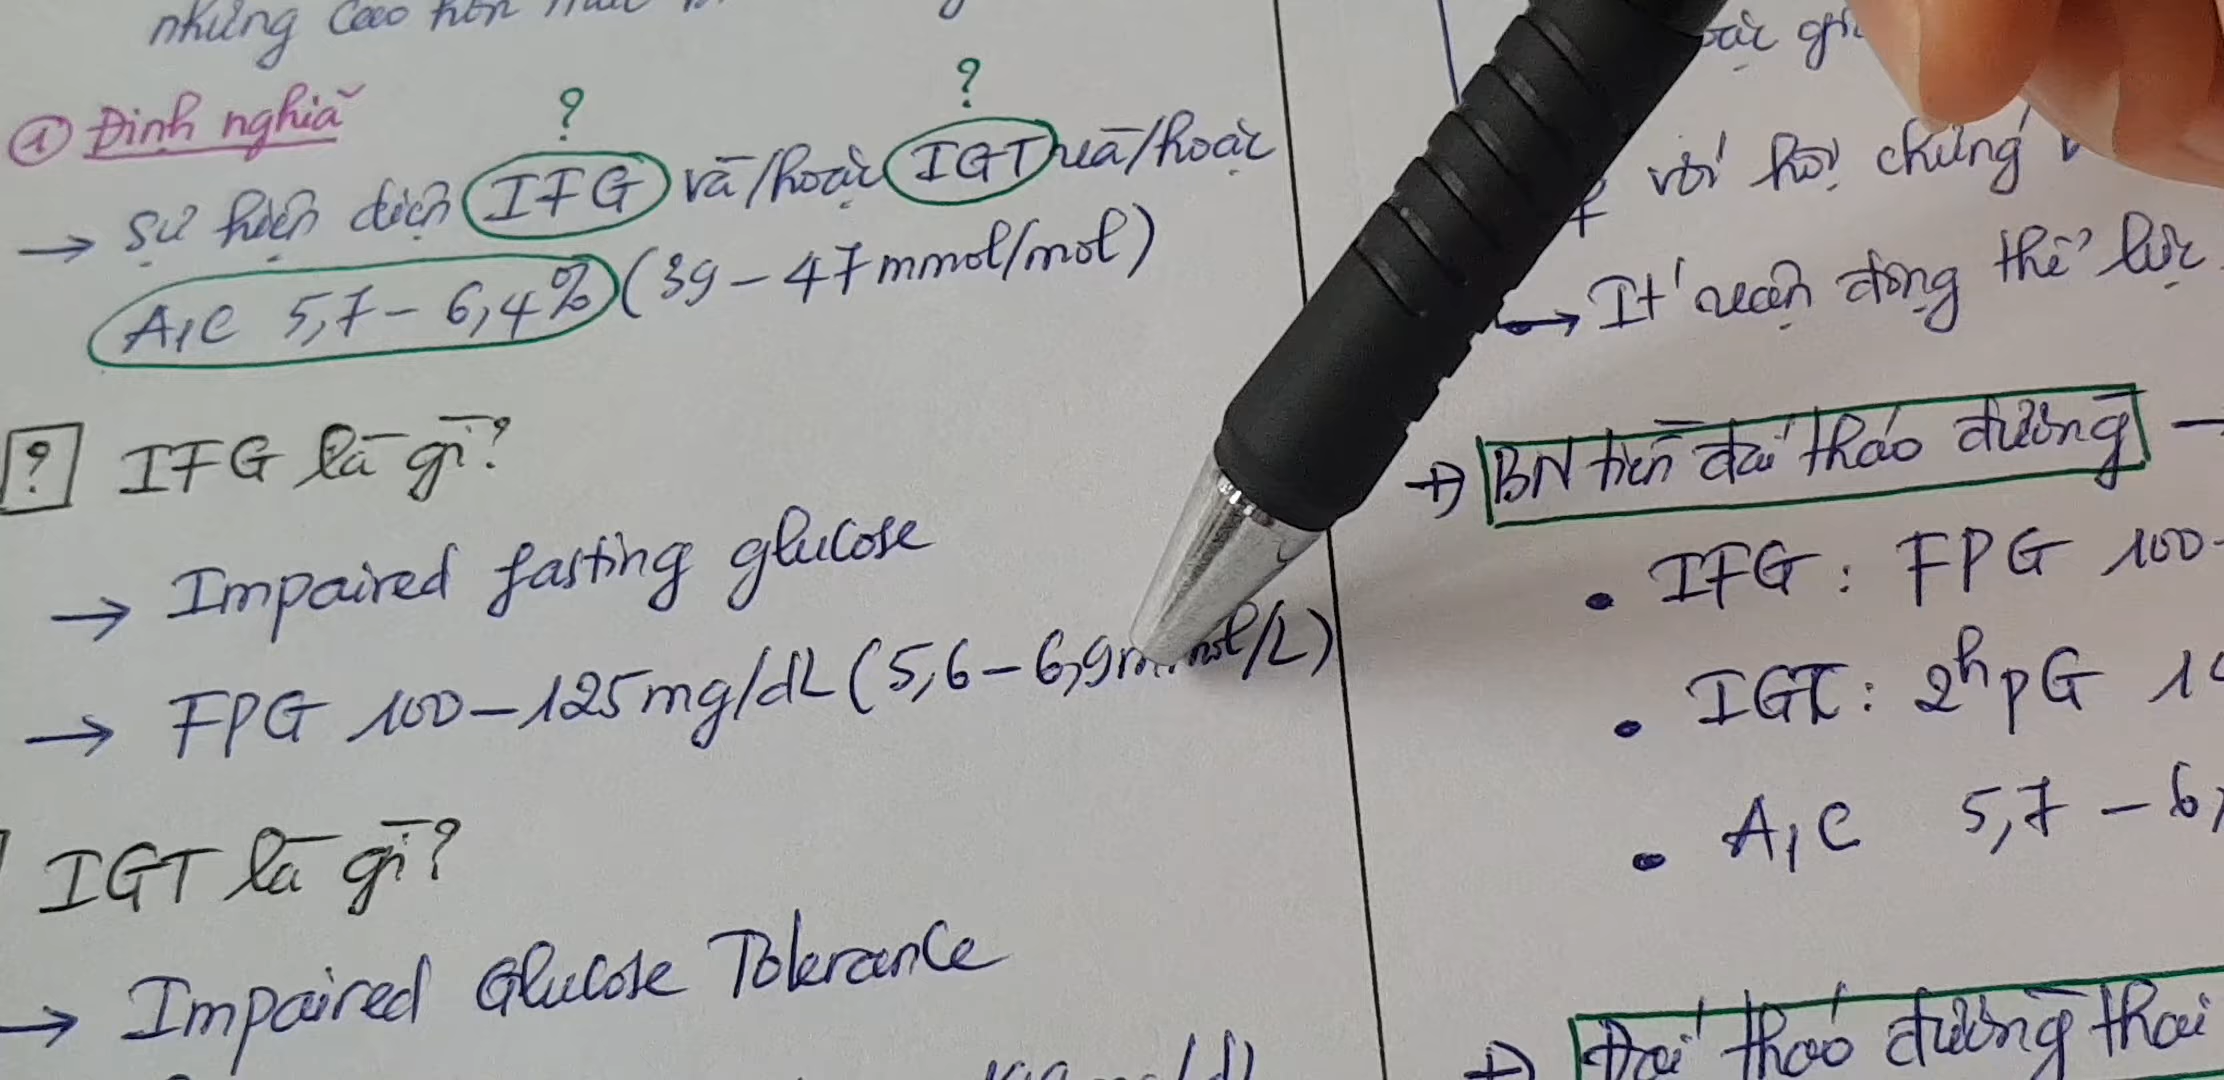 nhưng cao hơn
① Định nghĩa
? ?
→ sự hiện diện IFG và/hoặc IGT và/hoặc
A1C 5,7 – 6,4% (39 – 47 mmol/mol)
? IFG là gì?
→ Impaired fasting glucose
→ FPG 100 – 125 mg/dL (5,6 – 6,9 mmol/L)
IGT là gì?
→ Impaired Glucose Tolerance
với hội chứng
→ Ít vận động thể lực
→ BN tiền đái tháo đường →
• IFG: FPG 100-
• IGT: 2h PG
• A1C 5,7 – 6,
→ Đái tháo đường thai